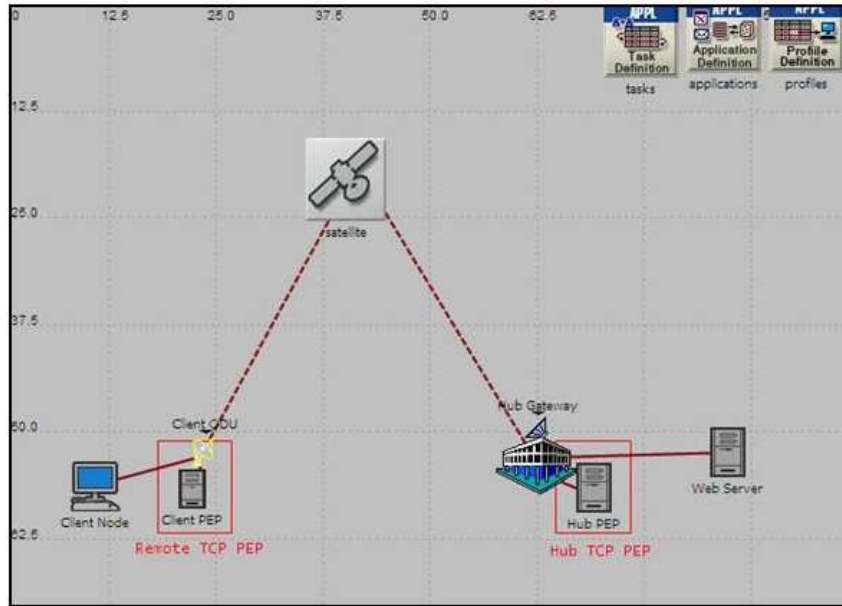 0
12.5
25.0
37.5
50.0
62.5
APPL
APPL
APPL
Task
Definition
Application
Definition
Profile
Definition
tasks
applications
profiles
12.5
25.0
satellite
37.5
50.0
Client ODU
Hub Gateway
Client Node
Client PEP
Hub PEP
Web Server
62.5
Remote TCP PEP
Hub TCP PEP